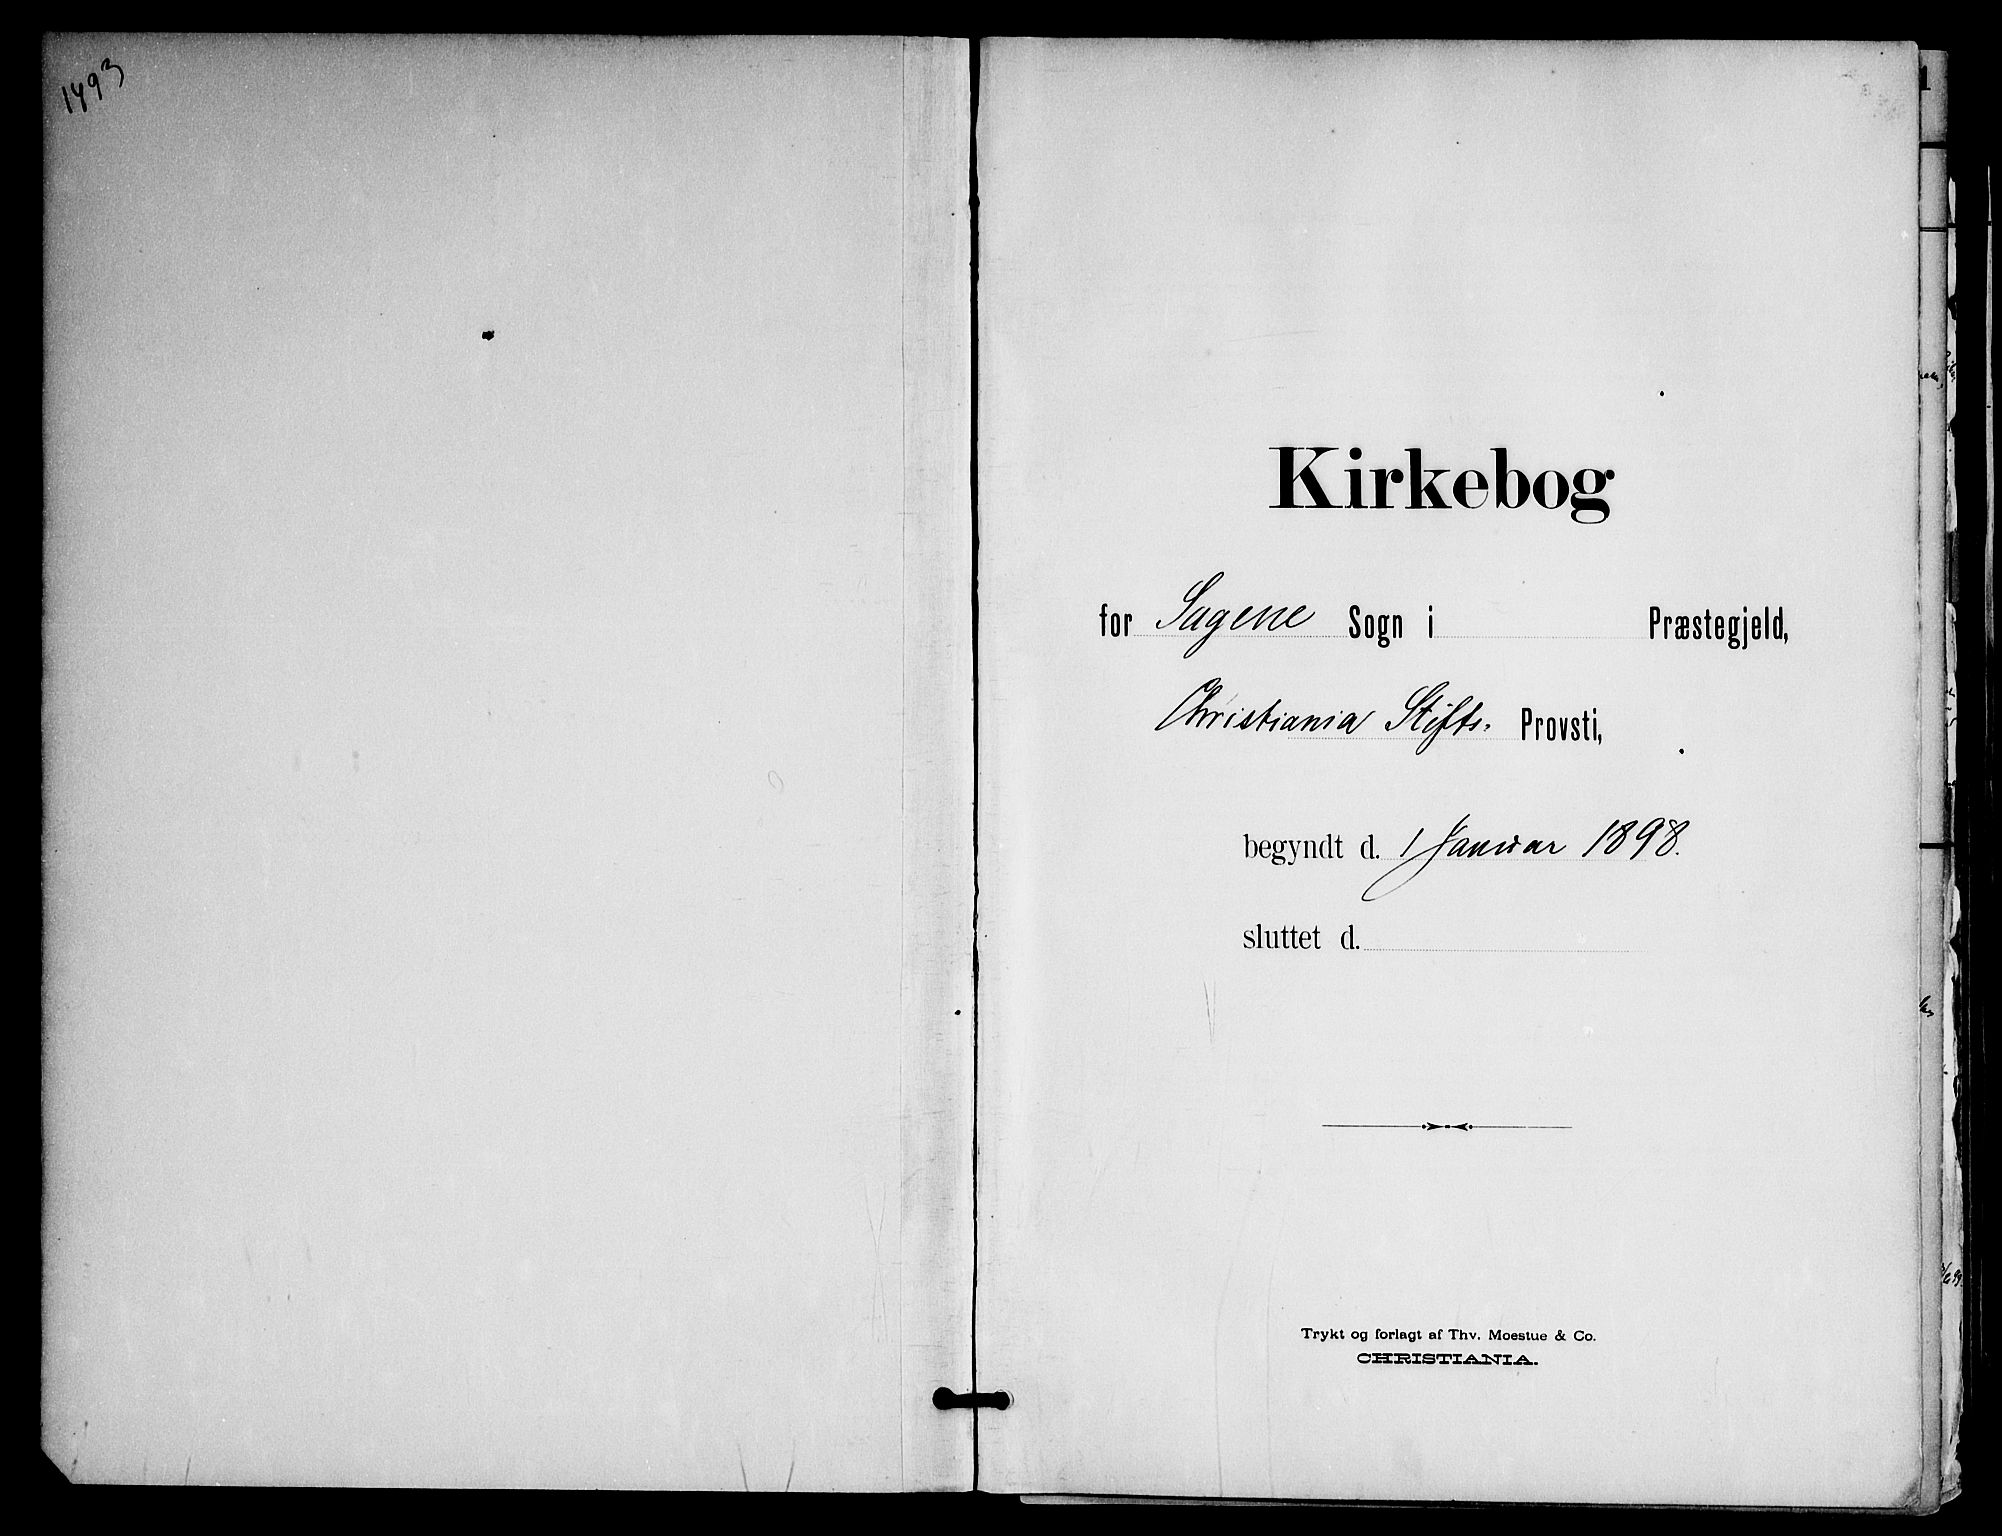 1493
Kirkebog
for Sagene Sogn i Præstegjeld,
Christiania Stifts. Provsti,
begyndt d. 1 Januar 1898.
sluttet d.
Trykt og forlagt af Thv. Moestue & Co.
CHRISTIANIA.
1